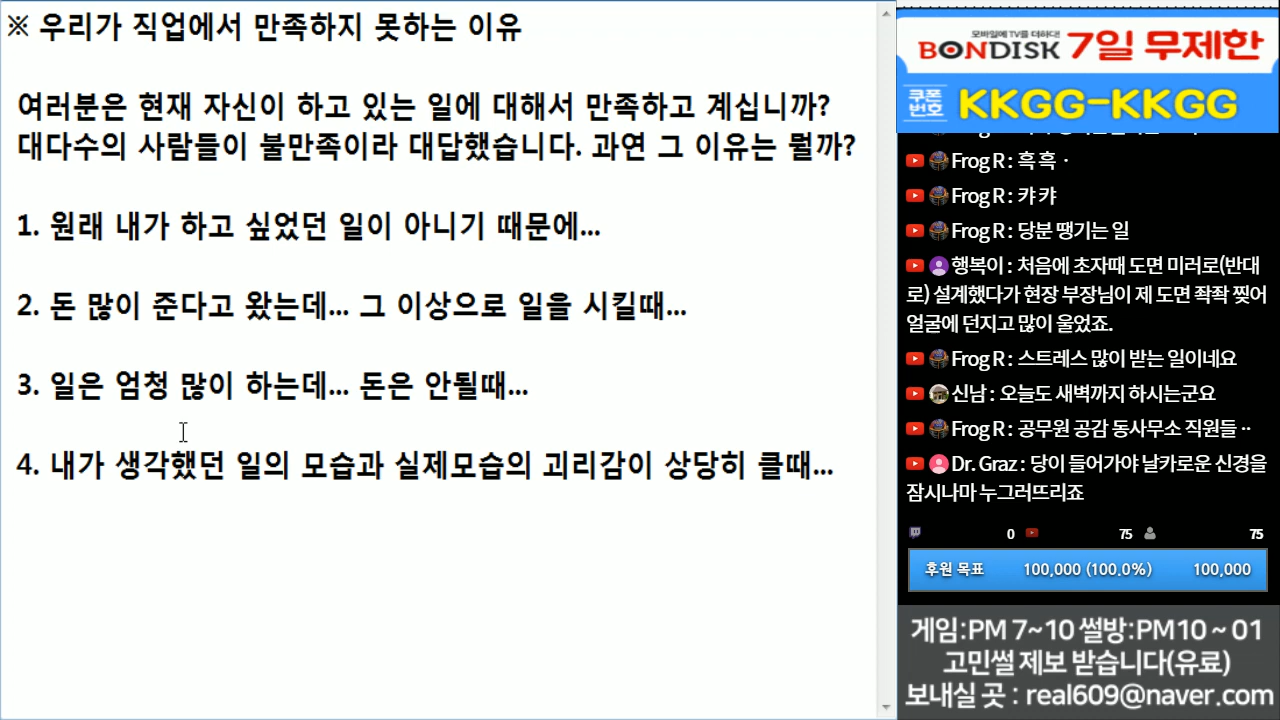 ※ 우리가 직업에서 만족하지 못하는 이유
여러분은 현재 자신이 하고 있는 일에 대해서 만족하고 계십니까?
대다수의 사람들이 불만족이라 대답했습니다. 과연 그 이유는 뭘까?
1. 원래 내가 하고 싶었던 일이 아니기 때문에...
2. 돈 많이 준다고 왔는데... 그 이상으로 일을 시킬때...
3. 일은 엄청 많이 하는데... 돈은 안될때...
4. 내가 생각했던 일의 모습과 실제모습의 괴리감이 상당히 클때...
모바일에 TV를 더하다!
BONDISK 7일 무제한
쿠폰
번호
KKGG-KKGG
Frog R : 흑 흑 ·
Frog R : 캬 캬
Frog R : 당분 땡기는 일
행복이 : 처음에 초자때 도면 미러로(반대
로) 설계했다가 현장 부장님이 제 도면 좍좍 찢어
얼굴에 던지고 많이 울었죠.
Frog R : 스트레스 많이 받는 일이네요
신남 : 오늘도 새벽까지 하시는군요
Frog R : 공무원 공감 동사무소 직원들 ··
Dr. Graz : 당이 들어가야 날카로운 신경을
잠시나마 누그러뜨리죠
0 75 75
후원 목표 100,000 (100.0%) 100,000
게임:PM 7~10 썰방:PM10 ~ 01
고민썰 제보 받습니다(유료)
보내실 곳 : real609@naver.com